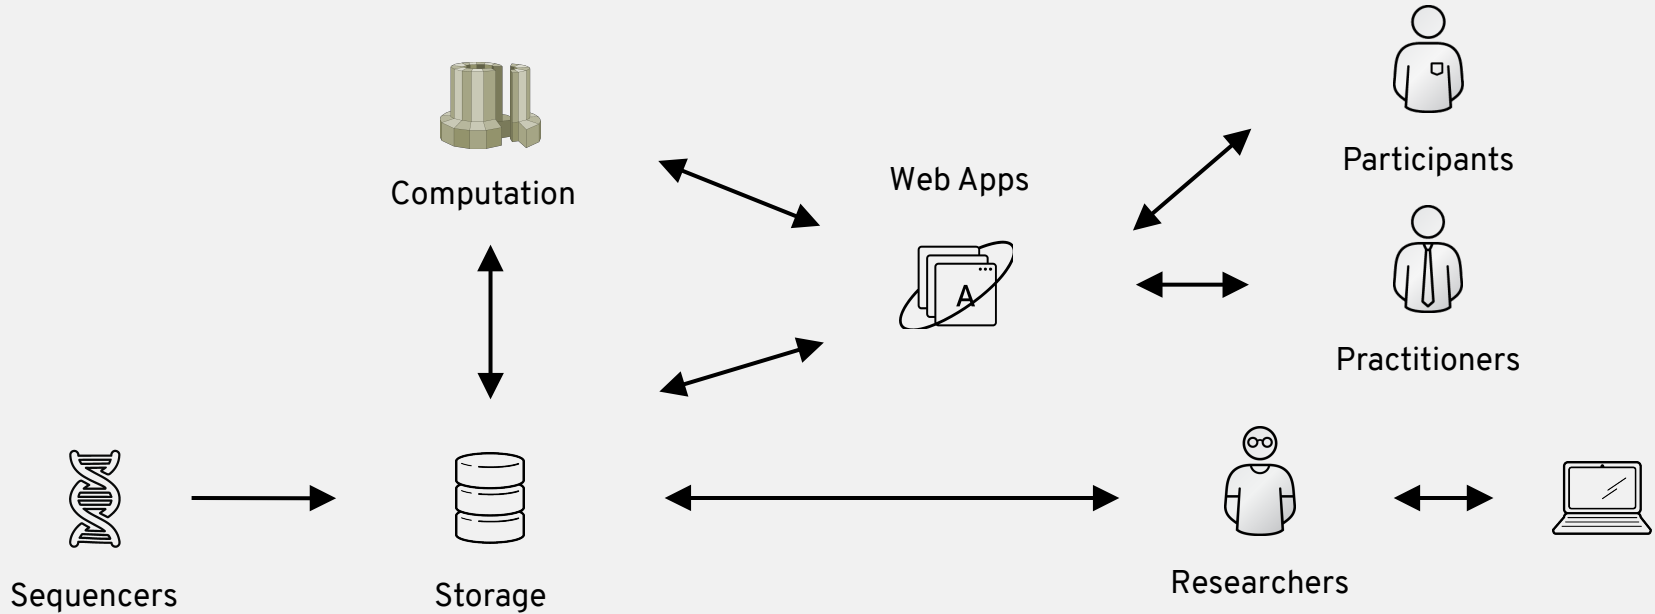 Participants
Web Apps
Computation
A
Practitioners
Researchers
Sequencers
Storage